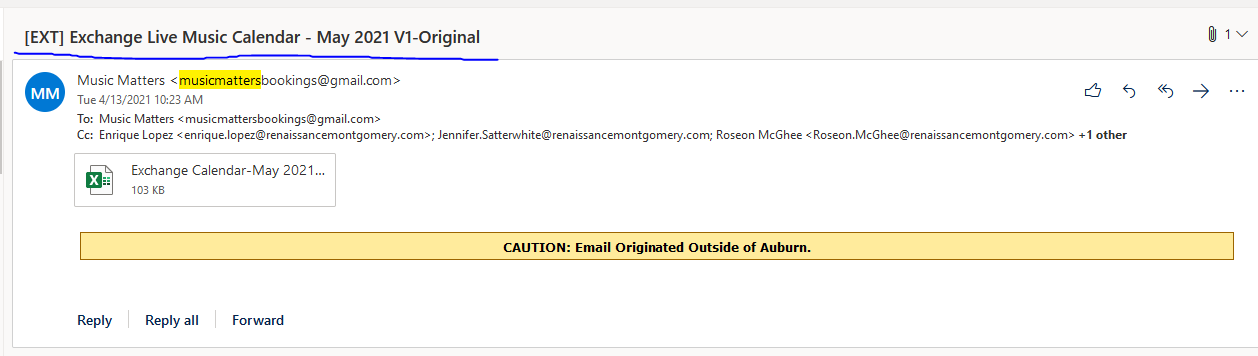 [EXT] Exchange Live Music Calendar - May 2021 V1-Original
1
MM
Music Matters <musicmattersbookings@gmail.com>
Tue 4/13/2021 10:23 AM
To: Music Matters <musicmattersbookings@gmail.com>
Cc: Enrique Lopez <enrique.lopez@renaissancemontgomery.com>; Jennifer.Satterwhite@renaissancemontgomery.com; Roseon McGhee <Roseon.McGhee@renaissancemontgomery.com> +1 other
Exchange Calendar-May 2021...
103 KB
CAUTION: Email Originated Outside of Auburn.
Reply Reply all Forward